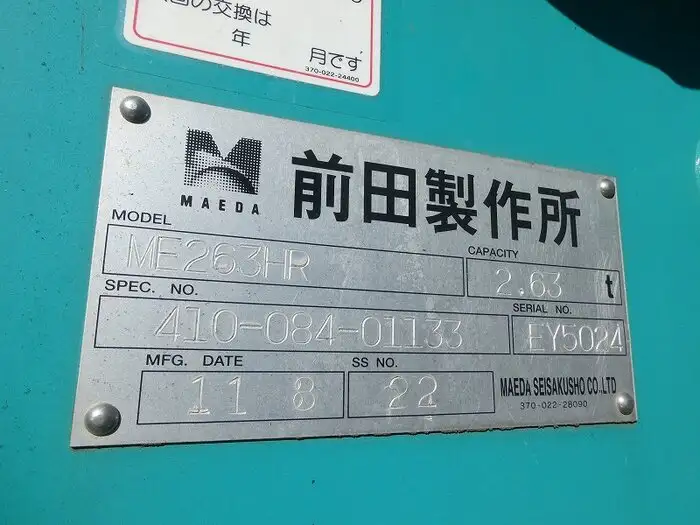 の交換は
年 月です
370-022-24400
MAEDA
前田製作所
MODEL
ME263HR
CAPACITY
2.63 t
SPEC. NO.
410-084-01133
SERIAL NO.
EY5024
MFG. DATE
11 8
SS NO.
22
MAEDA SEISAKUSHO CO.,LTD
370-022-28090